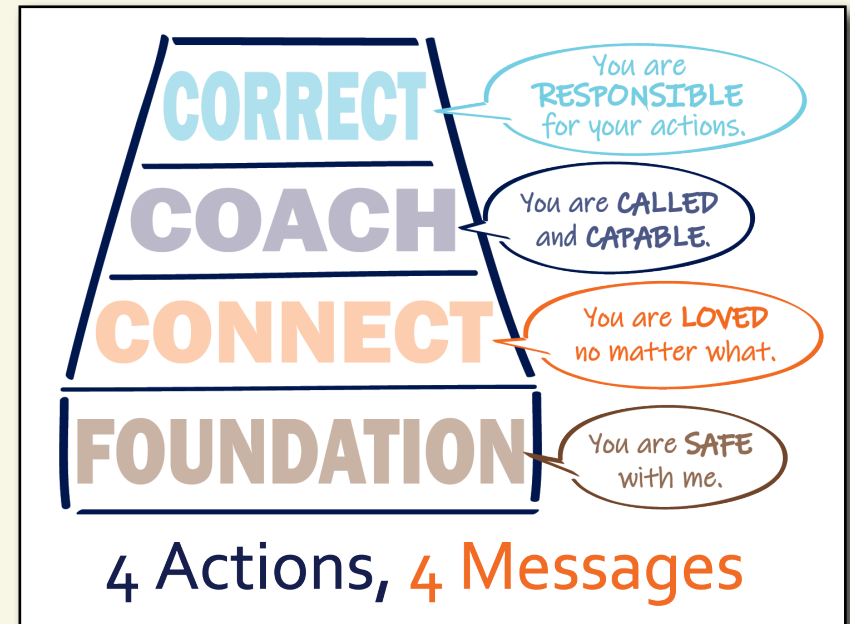 CORRECT
You are
RESPONSIBLE
for your actions.
COACH
You are CALLED
and CAPABLE.
CONNECT
You are LOVED
no matter what.
FOUNDATION
You are SAFE
with me.
4 Actions, 4 Messages